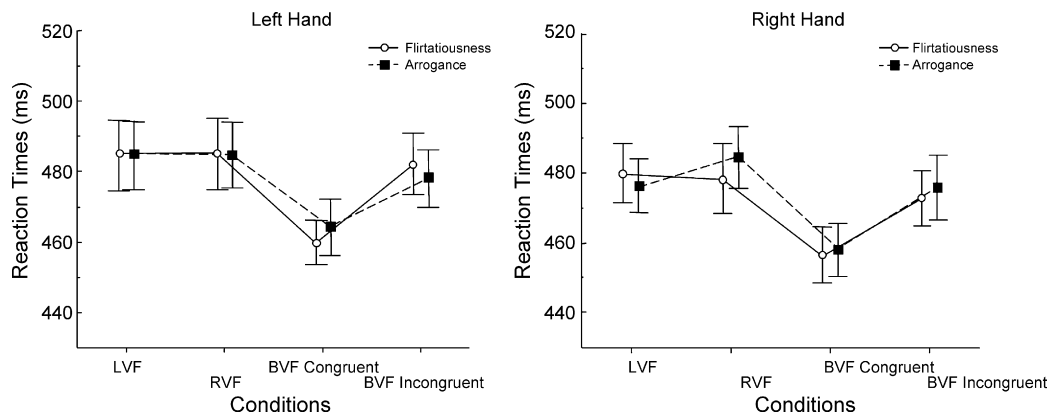 Left Hand
520
500
480
460
440
Reaction Times (ms)
Flirtatiousness
Arrogance
LVF
RVF
BVF Congruent
BVF Incongruent
Conditions
Right Hand
520
500
480
460
440
Reaction Times (ms)
Flirtatiousness
Arrogance
LVF
RVF
BVF Congruent
BVF Incongruent
Conditions